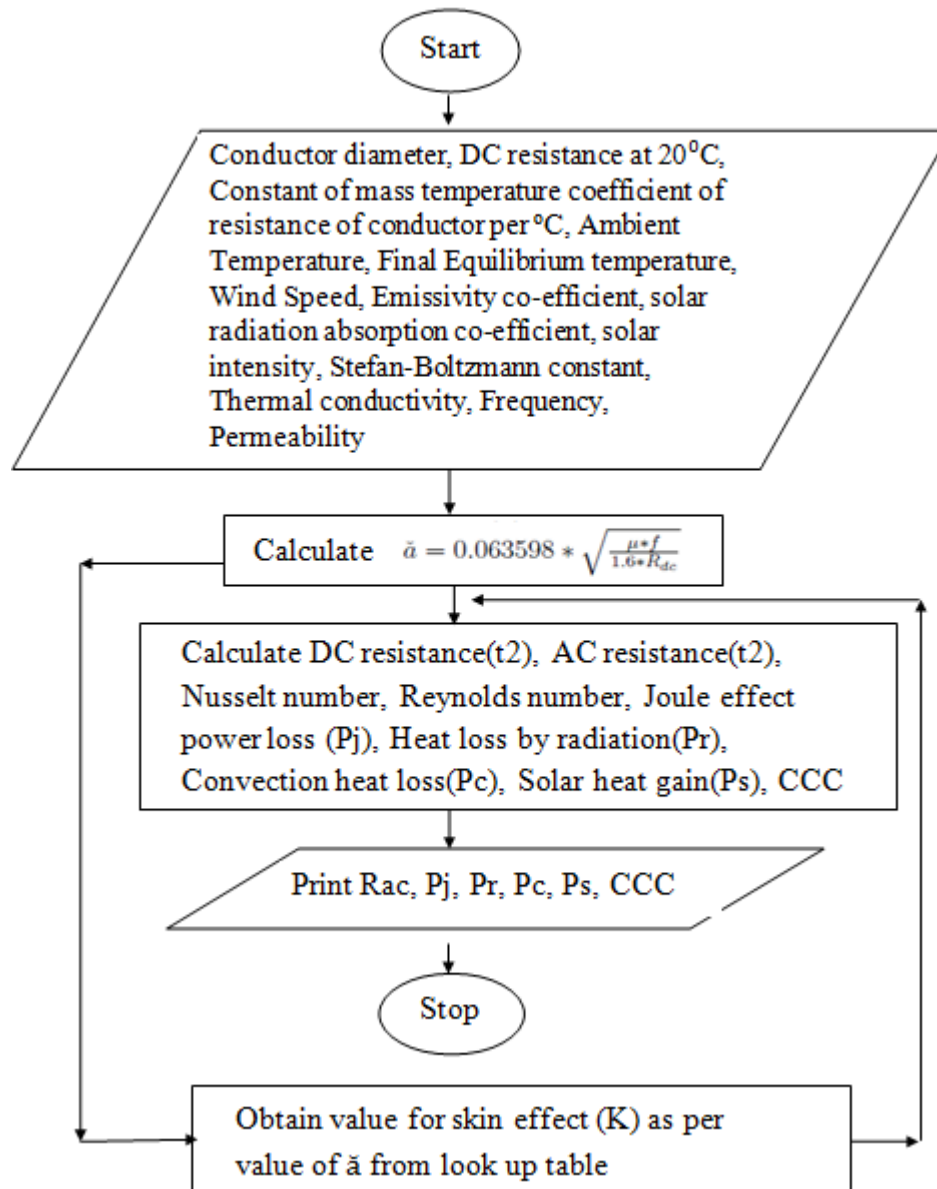 Start
Conductor diameter, DC resistance at 20⁰C,
Constant of mass temperature coefficient of
resistance of conductor per ⁰C, Ambient
Temperature, Final Equilibrium temperature,
Wind Speed, Emissivity co-efficient, solar
radiation absorption co-efficient, solar
intensity, Stefan-Boltzmann constant,
Thermal conductivity, Frequency,
Permeability
Calculate ă = 0.063598 * √(μ*f / 1.6*R_dc)
Calculate DC resistance(t2), AC resistance(t2),
Nusselt number, Reynolds number, Joule effect
power loss (Pj), Heat loss by radiation(Pr),
Convection heat loss(Pc), Solar heat gain(Ps), CCC
Print Rac, Pj, Pr, Pc, Ps, CCC
Stop
Obtain value for skin effect (K) as per
value of ă from look up table